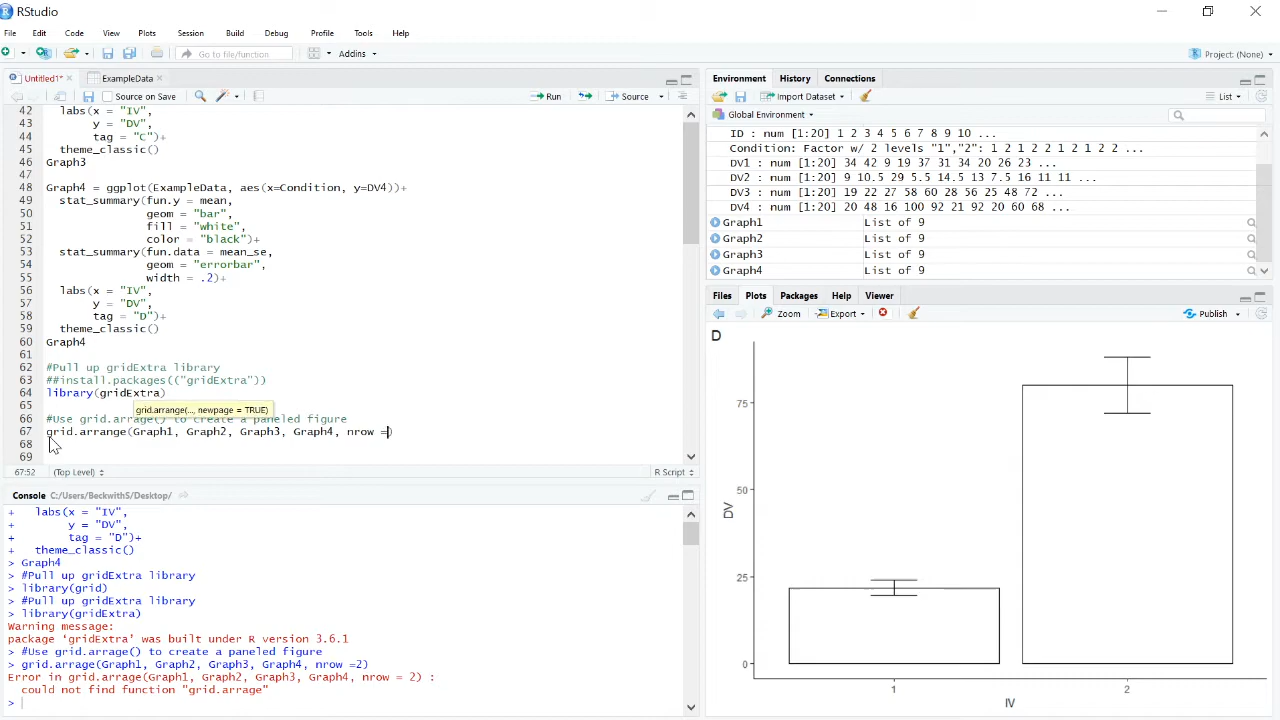 RStudio
File Edit Code View Plots Session Build Debug Profile Tools Help
Go to file/function Addins Project: (None)
Untitled1* ExampleData
Source on Save Run Source
42 labs(x = "IV",
43 y = "DV",
44 tag = "C")+
45 theme_classic()
46 Graph3
47
48 Graph4 = ggplot(ExampleData, aes(x=Condition, y=DV4))+
49 stat_summary(fun.y = mean,
50 geom = "bar",
51 fill = "white",
52 color = "black")+
53 stat_summary(fun.data = mean_se,
54 geom = "errorbar",
55 width = .2)+
56 labs(x = "IV",
57 y = "DV",
58 tag = "D")+
59 theme_classic()
60 Graph4
61
62 #Pull up gridExtra library
63 ##install.packages(("gridExtra"))
64 library(gridExtra)
65
grid.arrange(..., newpage = TRUE)
66 #Use grid.arrage() to create a paneled figure
67 grid.arrange(Graph1, Graph2, Graph3, Graph4, nrow =)
68
69
67:52 (Top Level) R Script
Console C:/Users/BeckwithS/Desktop/
+ labs(x = "IV",
+ y = "DV",
+ tag = "D")+
+ theme_classic()
> Graph4
> #Pull up gridExtra library
> library(grid)
> #Pull up gridExtra library
> library(gridExtra)
Warning message:
package ‘gridExtra’ was built under R version 3.6.1
> #Use grid.arrage() to create a paneled figure
> grid.arrage(Graph1, Graph2, Graph3, Graph4, nrow =2)
Error in grid.arrage(Graph1, Graph2, Graph3, Graph4, nrow = 2) :
could not find function "grid.arrage"
>
Environment History Connections
Import Dataset List
Global Environment
ID : num [1:20] 1 2 3 4 5 6 7 8 9 10 ...
Condition: Factor w/ 2 levels "1","2": 1 2 1 2 2 1 2 1 2 2 ...
DV1 : num [1:20] 34 42 9 19 37 31 34 20 26 23 ...
DV2 : num [1:20] 9 10.5 29 5.5 14.5 13 7.5 16 11 11 ...
DV3 : num [1:20] 19 22 27 58 60 28 56 25 48 72 ...
DV4 : num [1:20] 20 48 16 100 92 21 92 20 60 68 ...
Graph1 List of 9
Graph2 List of 9
Graph3 List of 9
Graph4 List of 9
Files Plots Packages Help Viewer
Zoom Export Publish
D
75
50
25
0
DV
1 2
IV